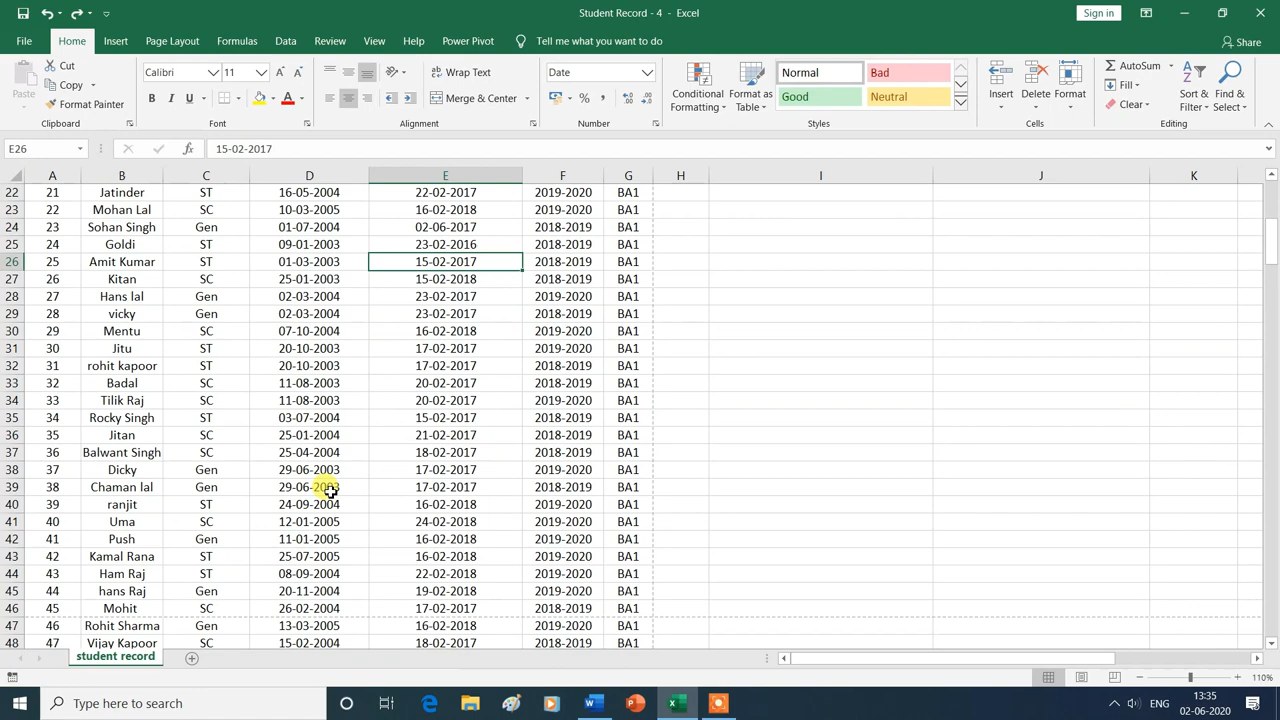 Student Record - 4 - Excel
Sign in
File Home Insert Page Layout Formulas Data Review View Help Power Pivot Tell me what you want to do Share
Cut
Copy
Format Painter
Paste
Clipboard
Calibri 11
B I U A
Font
Wrap Text
Merge & Center
Alignment
Date
% ,
Number
Conditional Formatting
Format as Table
Normal Bad
Good Neutral
Styles
Insert Delete Format
Cells
AutoSum
Fill
Clear
Sort & Filter
Find & Select
Editing
E26 fx 15-02-2017
A B C D E F G H I J K
22 21 Jatinder ST 16-05-2004 22-02-2017 2019-2020 BA1
23 22 Mohan Lal SC 10-03-2005 16-02-2018 2019-2020 BA1
24 23 Sohan Singh Gen 01-07-2004 02-06-2017 2018-2019 BA1
25 24 Goldi ST 09-01-2003 23-02-2016 2018-2019 BA1
26 25 Amit Kumar ST 01-03-2003 15-02-2017 2018-2019 BA1
27 26 Kitan SC 25-01-2003 15-02-2018 2018-2019 BA1
28 27 Hans lal Gen 02-03-2004 23-02-2017 2019-2020 BA1
29 28 vicky Gen 02-03-2004 23-02-2017 2018-2019 BA1
30 29 Mentu SC 07-10-2004 16-02-2018 2019-2020 BA1
31 30 Jitu ST 20-10-2003 17-02-2017 2019-2020 BA1
32 31 rohit kapoor ST 20-10-2003 17-02-2017 2018-2019 BA1
33 32 Badal SC 11-08-2003 20-02-2017 2018-2019 BA1
34 33 Tilik Raj SC 11-08-2003 20-02-2017 2018-2019 BA1
35 34 Rocky Singh ST 03-07-2004 15-02-2017 2018-2019 BA1
36 35 Jitan SC 25-01-2004 21-02-2017 2018-2019 BA1
37 36 Balwant Singh SC 25-04-2004 18-02-2017 2018-2019 BA1
38 37 Dicky Gen 29-06-2003 17-02-2017 2019-2020 BA1
39 38 Chaman lal Gen 29-06-2003 17-02-2017 2018-2019 BA1
40 39 ranjit ST 24-09-2004 16-02-2018 2019-2020 BA1
41 40 Uma SC 12-01-2005 24-02-2018 2019-2020 BA1
42 41 Push Gen 11-01-2005 16-02-2018 2019-2020 BA1
43 42 Kamal Rana ST 25-07-2005 16-02-2018 2019-2020 BA1
44 43 Ham Raj ST 08-09-2004 22-02-2018 2019-2020 BA1
45 44 hans Raj Gen 20-11-2004 19-02-2018 2019-2020 BA1
46 45 Mohit SC 26-02-2004 17-02-2017 2018-2019 BA1
47 46 Rohit Sharma Gen 13-03-2005 16-02-2018 2019-2020 BA1
48 47 Vijay Kapoor SC 15-02-2004 18-02-2017 2018-2019 BA1
student record
110%
Type here to search
ENG
13:35
02-06-2020